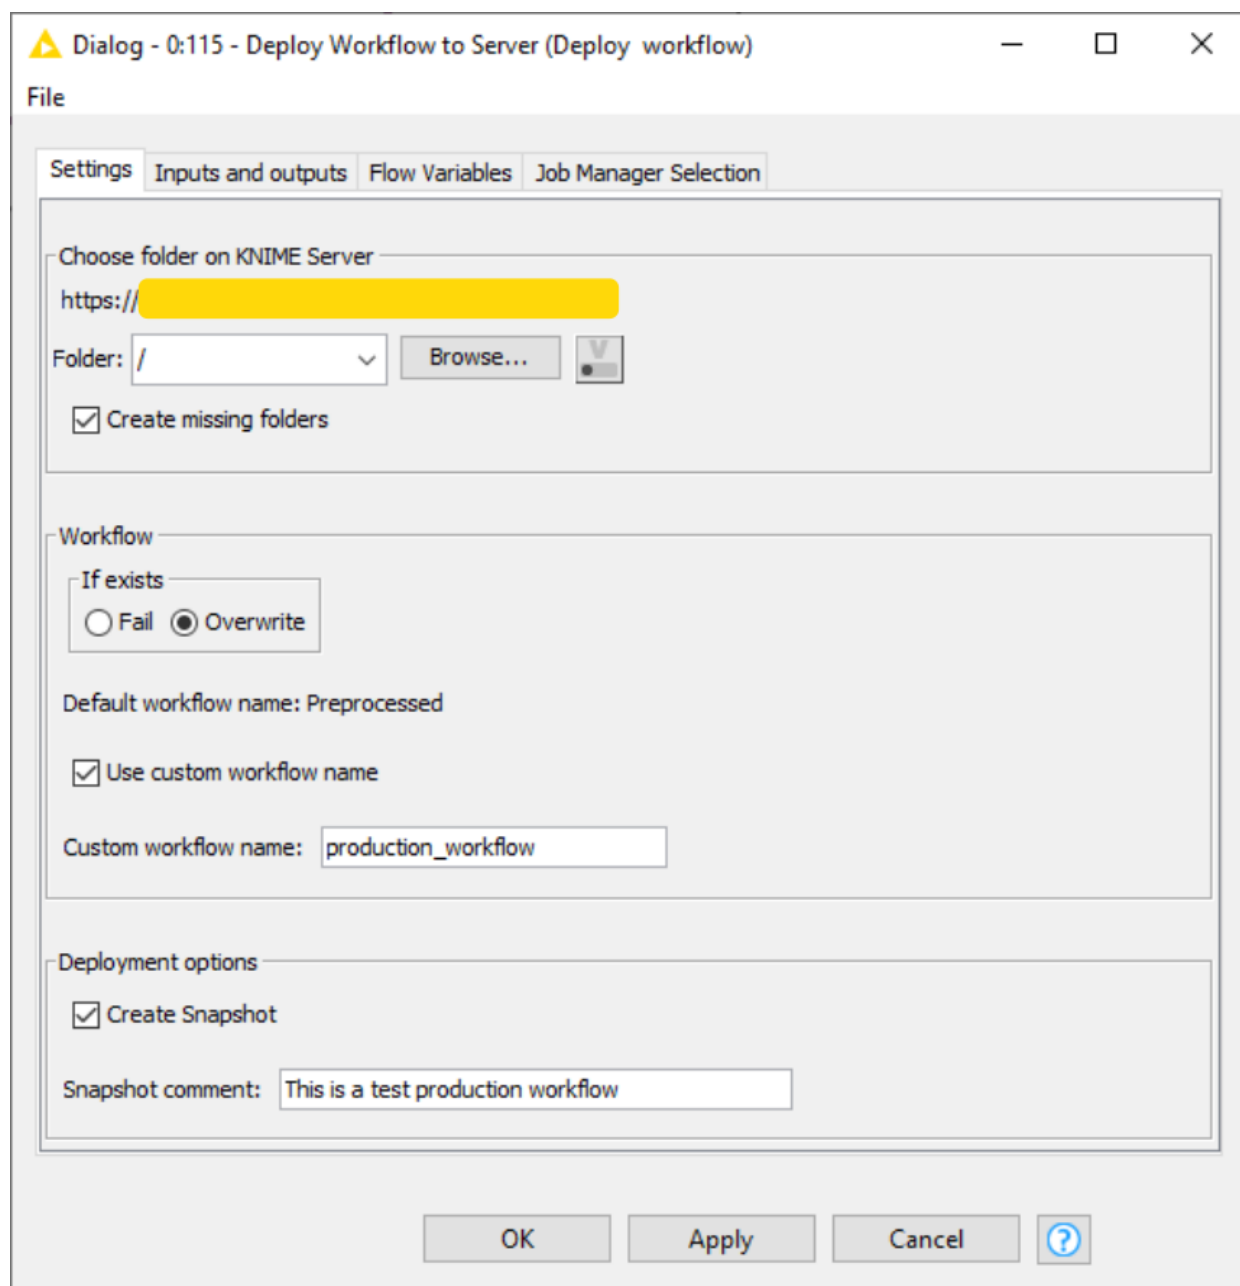 Dialog - 0:115 - Deploy Workflow to Server (Deploy  workflow)
File
Settings Inputs and outputs Flow Variables Job Manager Selection
Choose folder on KNIME Server
https://
Folder: / Browse... V
Create missing folders
Workflow
If exists
Fail Overwrite
Default workflow name: Preprocessed
Use custom workflow name
Custom workflow name: production_workflow
Deployment options
Create Snapshot
Snapshot comment: This is a test production workflow
OK Apply Cancel ?